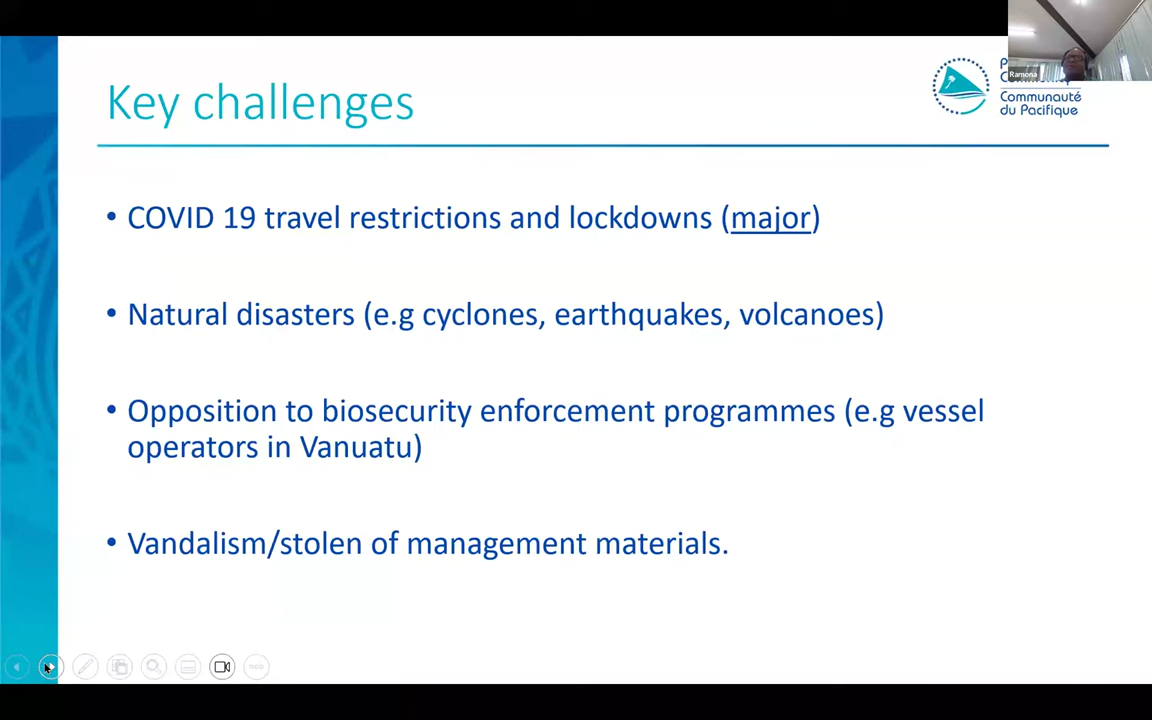 Key challenges
Ramona
Communauté
du Pacifique
• COVID 19 travel restrictions and lockdowns (major)
• Natural disasters (e.g cyclones, earthquakes, volcanoes)
• Opposition to biosecurity enforcement programmes (e.g vessel
operators in Vanuatu)
• Vandalism/stolen of management materials.